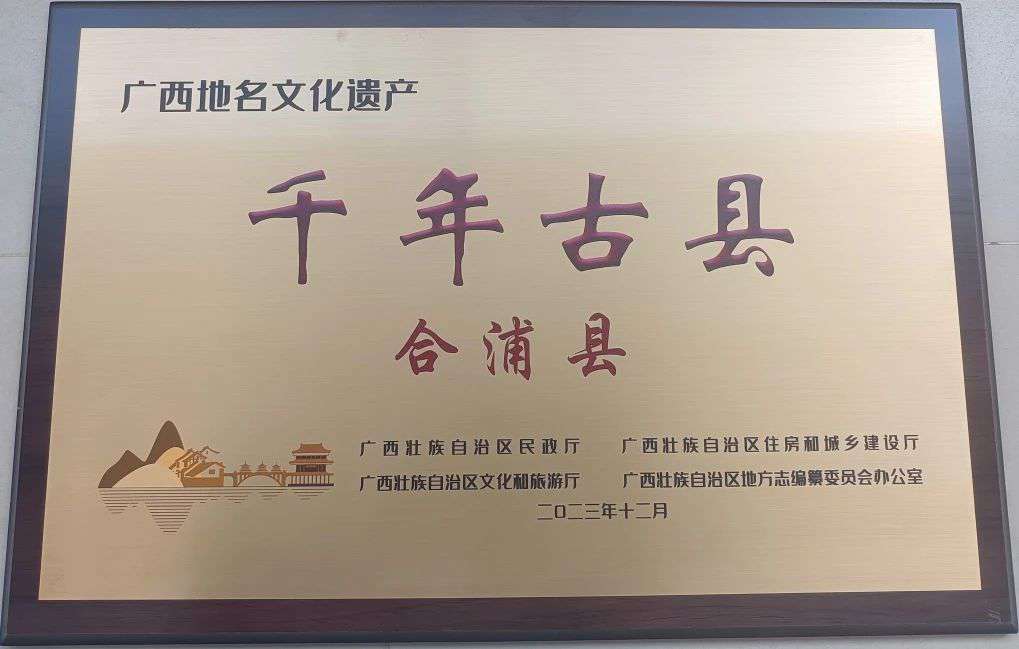 广西地名文化遗产
千年古县
合浦县
广西壮族自治区民政厅 广西壮族自治区住房和城乡建设厅
广西壮族自治区文化和旅游厅 广西壮族自治区地方志编纂委员会办公室
二〇二三年十二月